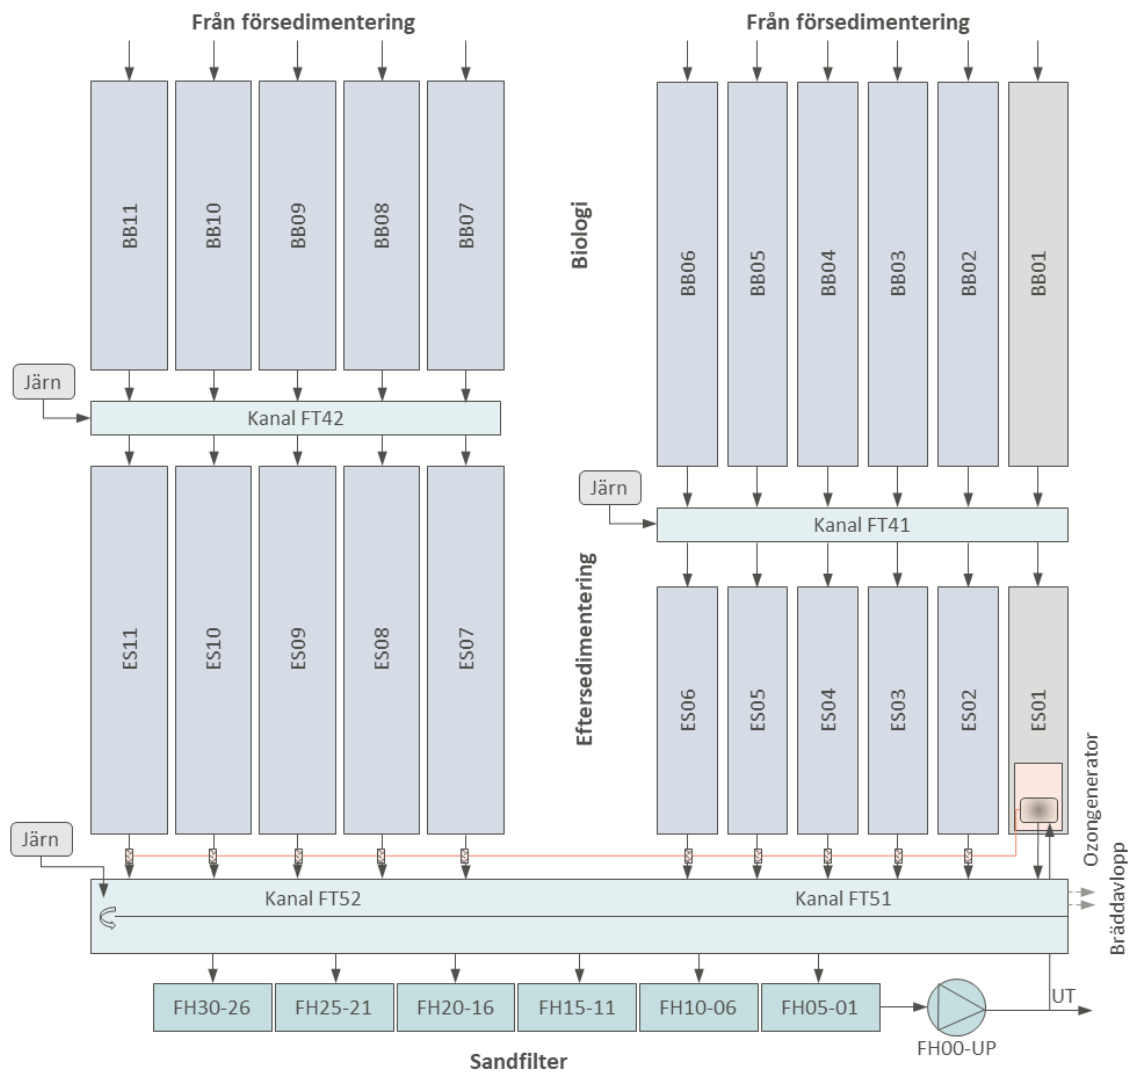 Från försedimentering
Från försedimentering
BB11
BB10
BB09
BB08
BB07
Biologi
BB06
BB05
BB04
BB03
BB02
BB01
Järn
Kanal FT42
Järn
Kanal FT41
ES11
ES10
ES09
ES08
ES07
Eftersedimentering
ES06
ES05
ES04
ES03
ES02
ES01
Ozongenerator
Järn
Kanal FT52
Kanal FT51
Bräddavlopp
FH30-26
FH25-21
FH20-16
FH15-11
FH10-06
FH05-01
UT
FH00-UP
Sandfilter